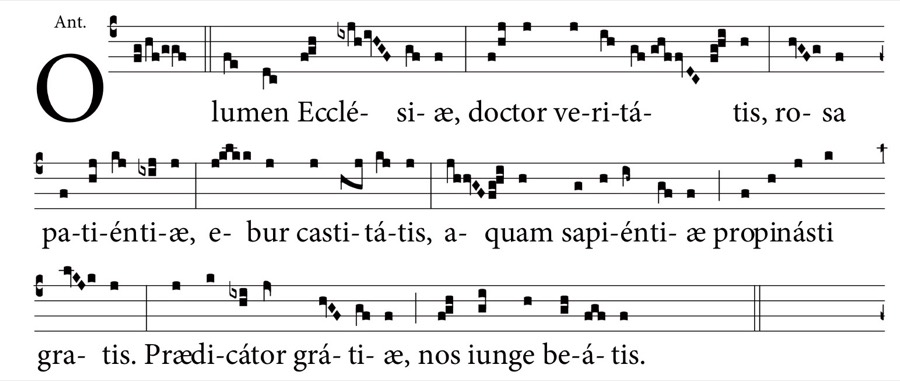 Ant.
O lumen Ecclé- si- æ, doctor ve-ri-tá- tis, ro- sa
pa-ti-énti-æ, e- bur casti-tá-tis, a- quam sapi-énti- æ propinásti
gra- tis. Prædi-cátor grá- ti- æ, nos iunge be-á- tis.